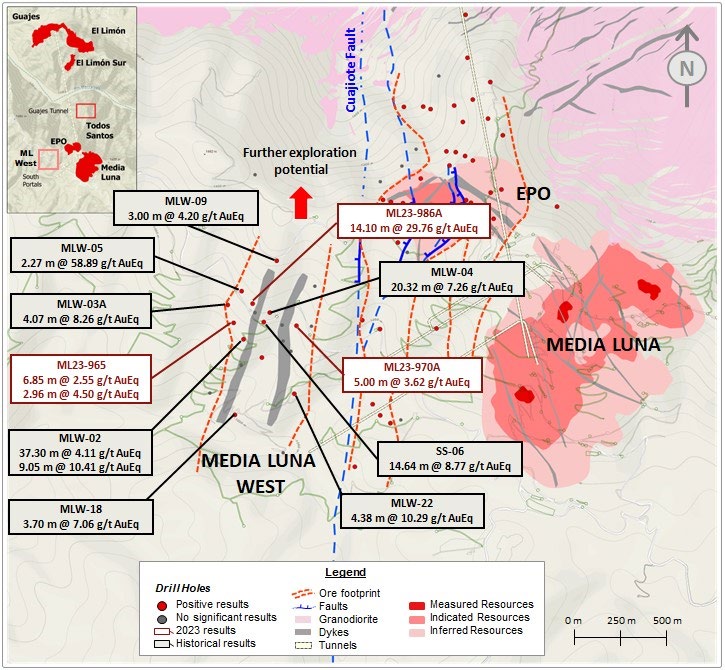 Guajes
El Limón
El Limón Sur
Guajes Tunnel
Todos
Santos
EPO
ML
West
Media
Luna
South
Portals
Cuajiote Fault
N
Further exploration
potential
EPO
MLW-09
3.00 m @ 4.20 g/t AuEq
ML23-986A
14.10 m @ 29.76 g/t AuEq
MLW-05
2.27 m @ 58.89 g/t AuEq
MLW-04
20.32 m @ 7.26 g/t AuEq
MLW-03A
4.07 m @ 8.26 g/t AuEq
MEDIA LUNA
ML23-965
6.85 m @ 2.55 g/t AuEq
2.96 m @ 4.50 g/t AuEq
ML23-970A
5.00 m @ 3.62 g/t AuEq
MLW-02
37.30 m @ 4.11 g/t AuEq
9.05 m @ 10.41 g/t AuEq
MEDIA LUNA
WEST
SS-06
14.64 m @ 8.77 g/t AuEq
MLW-18
3.70 m @ 7.06 g/t AuEq
MLW-22
4.38 m @ 10.29 g/t AuEq
Legend
Drill Holes
Positive results
No significant results
2023 results
Historical results
Ore footprint
Faults
Granodiorite
Dykes
Tunnels
Measured Resources
Indicated Resources
Inferred Resources
0 m 250 m 500 m